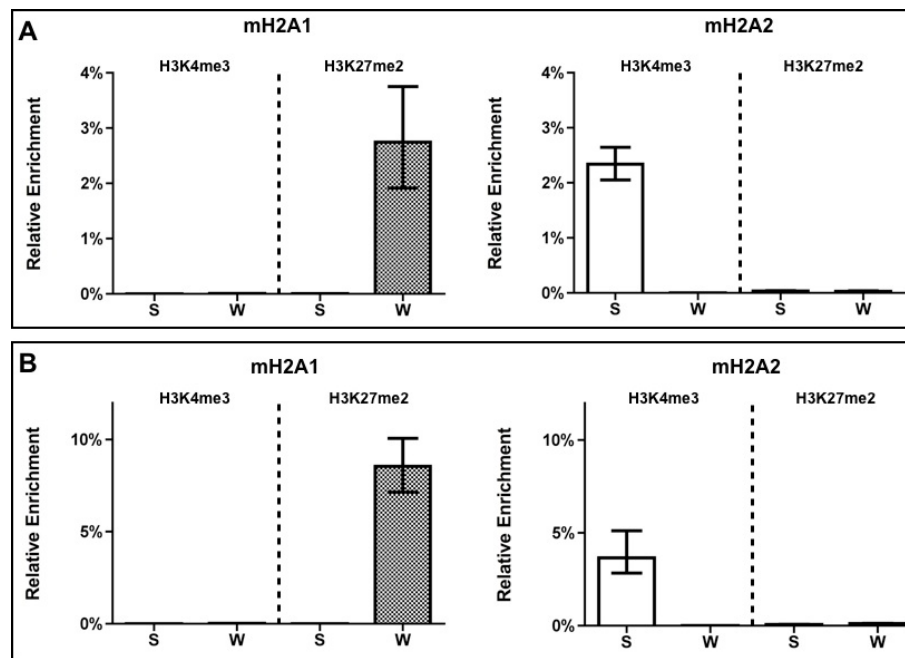 A
mH2A1
mH2A2
H3K4me3 H3K27me2
H3K4me3 H3K27me2
Relative Enrichment
4%
3%
2%
1%
0%
S W S W
Relative Enrichment
4%
3%
2%
1%
0%
S W S W
B
mH2A1
mH2A2
H3K4me3 H3K27me2
H3K4me3 H3K27me2
Relative Enrichment
10%
5%
0%
S W S W
Relative Enrichment
10%
5%
0%
S W S W